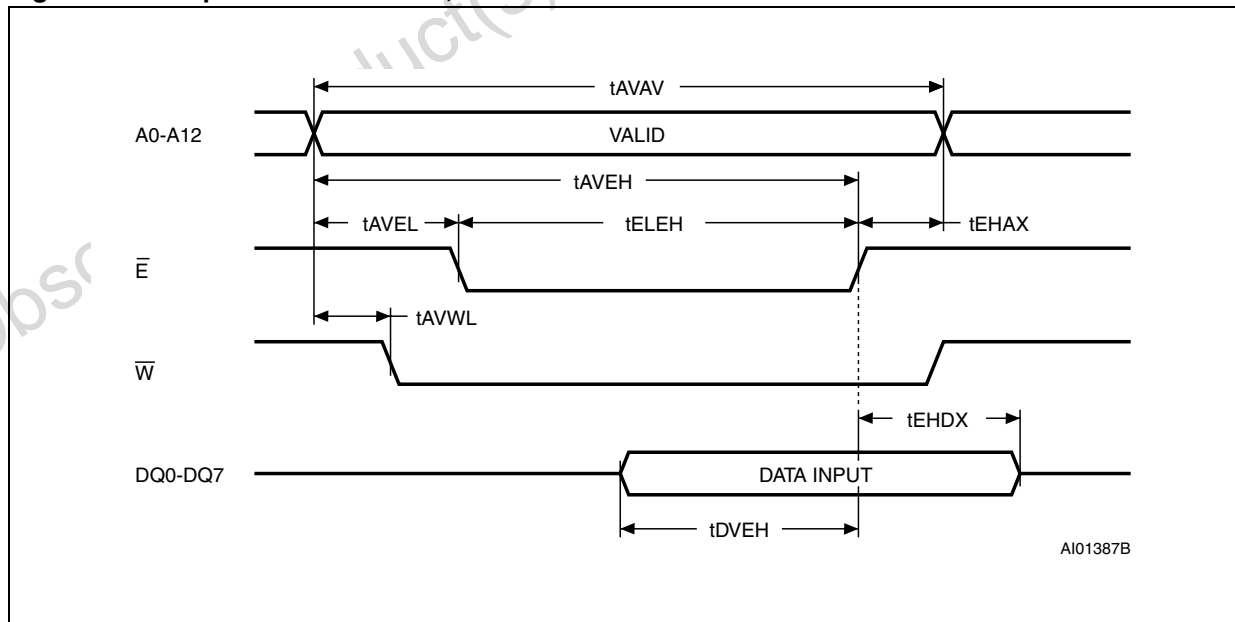 tAVAV
A0-A12
VALID
tAVEH
tAVEL
tELEH
tEHAX
E̅
tAVWL
W̅
tEHDX
DQ0-DQ7
DATA INPUT
tDVEH
AI01387B